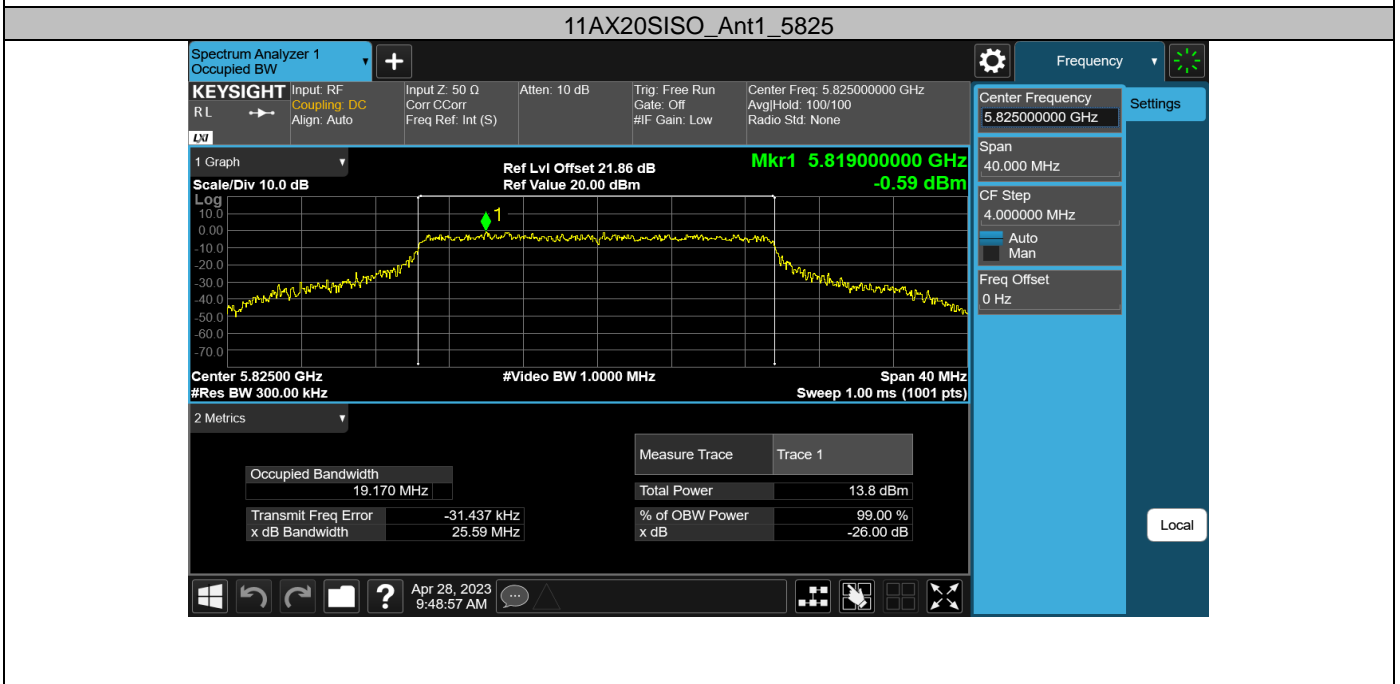 11AX20SISO_Ant1_5825
Spectrum Analyzer 1
Occupied BW
+
Frequency
KEYSIGHT
RL
LXI
Input: RF
Coupling: DC
Align: Auto
Input Z: 50 Ω
Corr CCorr
Freq Ref: Int (S)
Atten: 10 dB
Trig: Free Run
Gate: Off
#IF Gain: Low
Center Freq: 5.825000000 GHz
Avg|Hold: 100/100
Radio Std: None
Center Frequency
5.825000000 GHz
Settings
Span
40.000 MHz
CF Step
4.000000 MHz
Auto
Man
Freq Offset
0 Hz
Local
1 Graph
Ref Lvl Offset 21.86 dB
Mkr1 5.819000000 GHz
Scale/Div 10.0 dB
Ref Value 20.00 dBm
-0.59 dBm
Log
10.0
0.00
-10.0
-20.0
-30.0
-40.0
-50.0
-60.0
-70.0
1
Center 5.82500 GHz
#Video BW 1.0000 MHz
Span 40 MHz
#Res BW 300.00 kHz
Sweep 1.00 ms (1001 pts)
2 Metrics
Measure Trace Trace 1
Occupied Bandwidth
19.170 MHz
Total Power 13.8 dBm
Transmit Freq Error -31.437 kHz
% of OBW Power 99.00 %
x dB Bandwidth 25.59 MHz
x dB -26.00 dB
?
Apr 28, 2023
9:48:57 AM